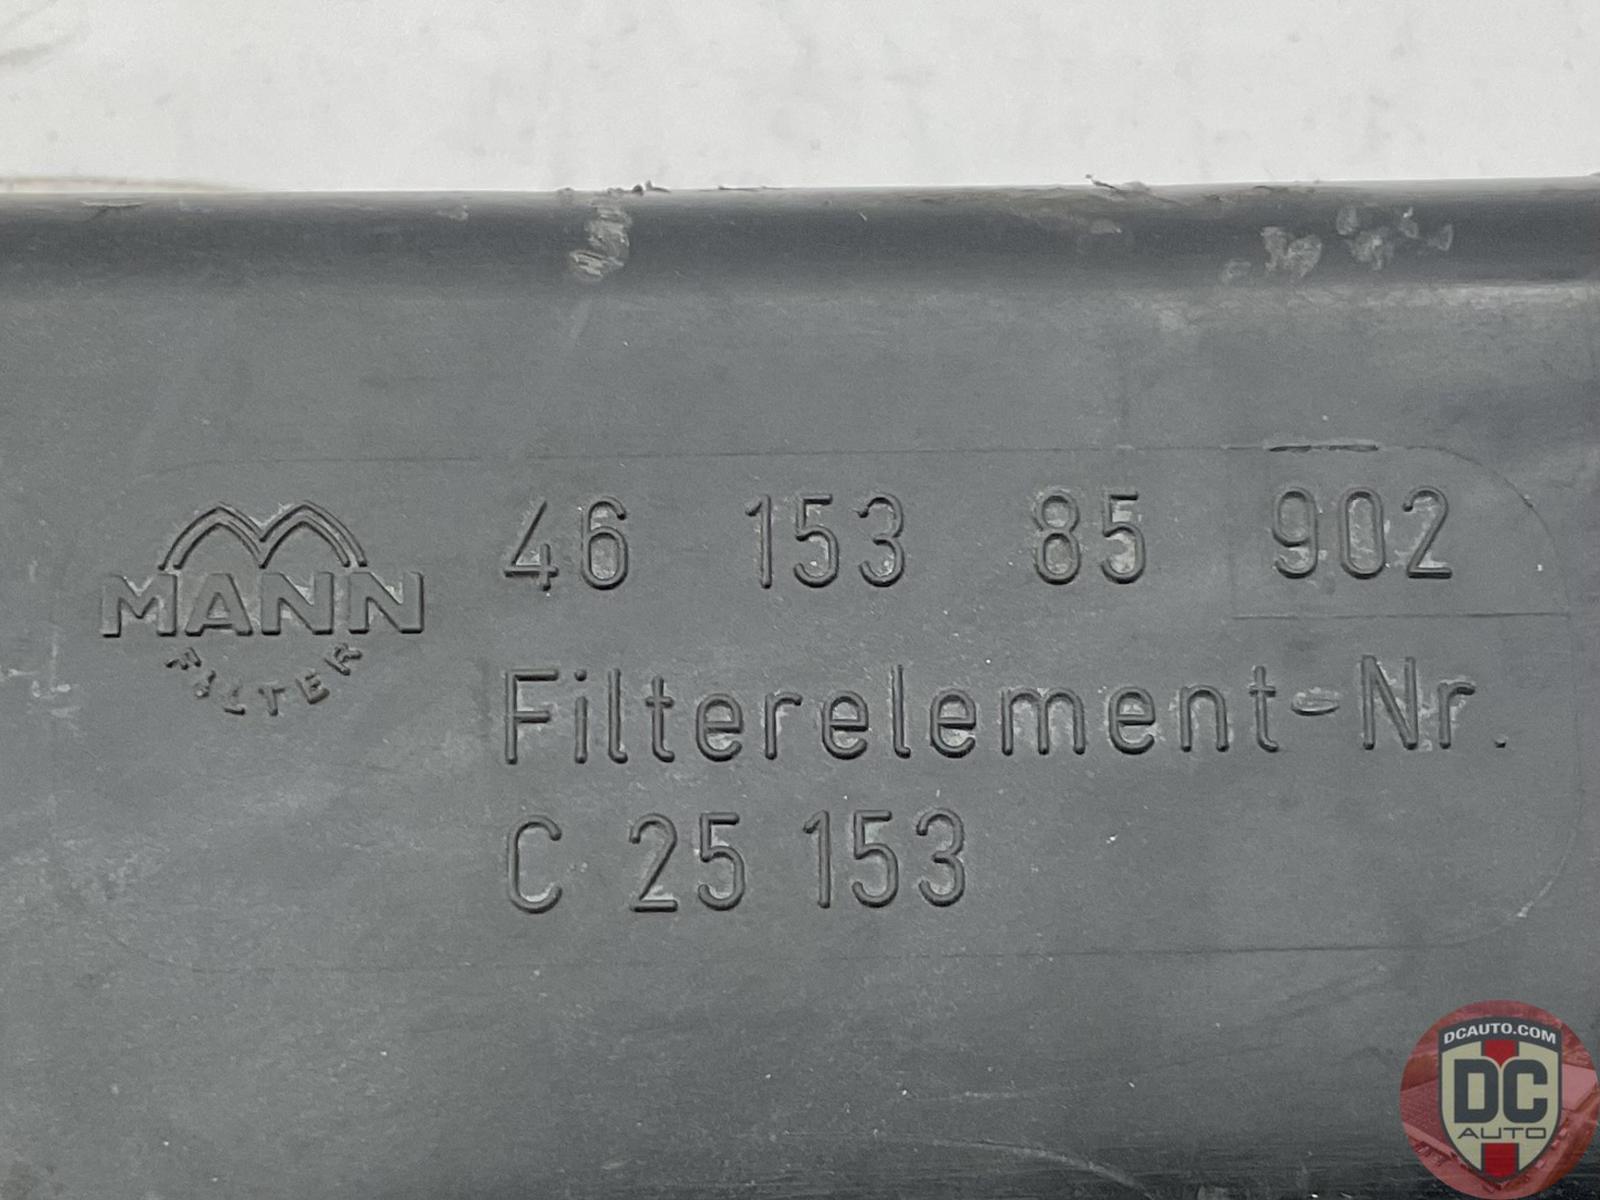 MANN
FILTER
46 153 85 902
Filterelement-Nr.
C 25 153
DCAUTO.COM
DC
AUTO